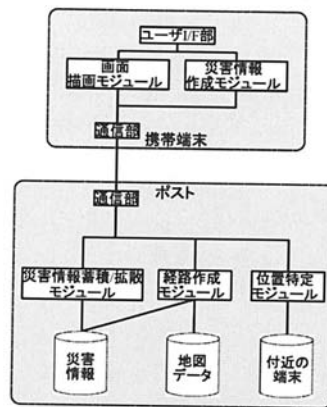 ユーザI/F部
画面
描画モジュール
災害情報
作成モジュール
通信部
携帯端末
通信部
ポスト
災害情報蓄積/拡散
モジュール
経路作成
モジュール
位置特定
モジュール
災害
情報
地図
データ
付近の
端末